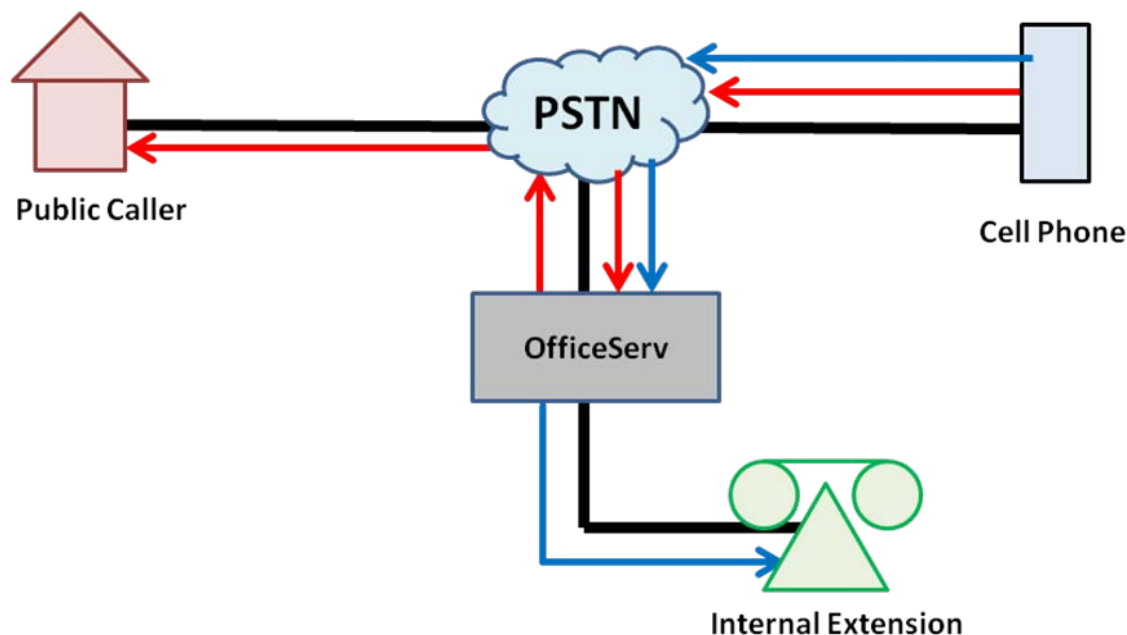 PSTN
Public Caller
Cell Phone
OfficeServ
Internal Extension